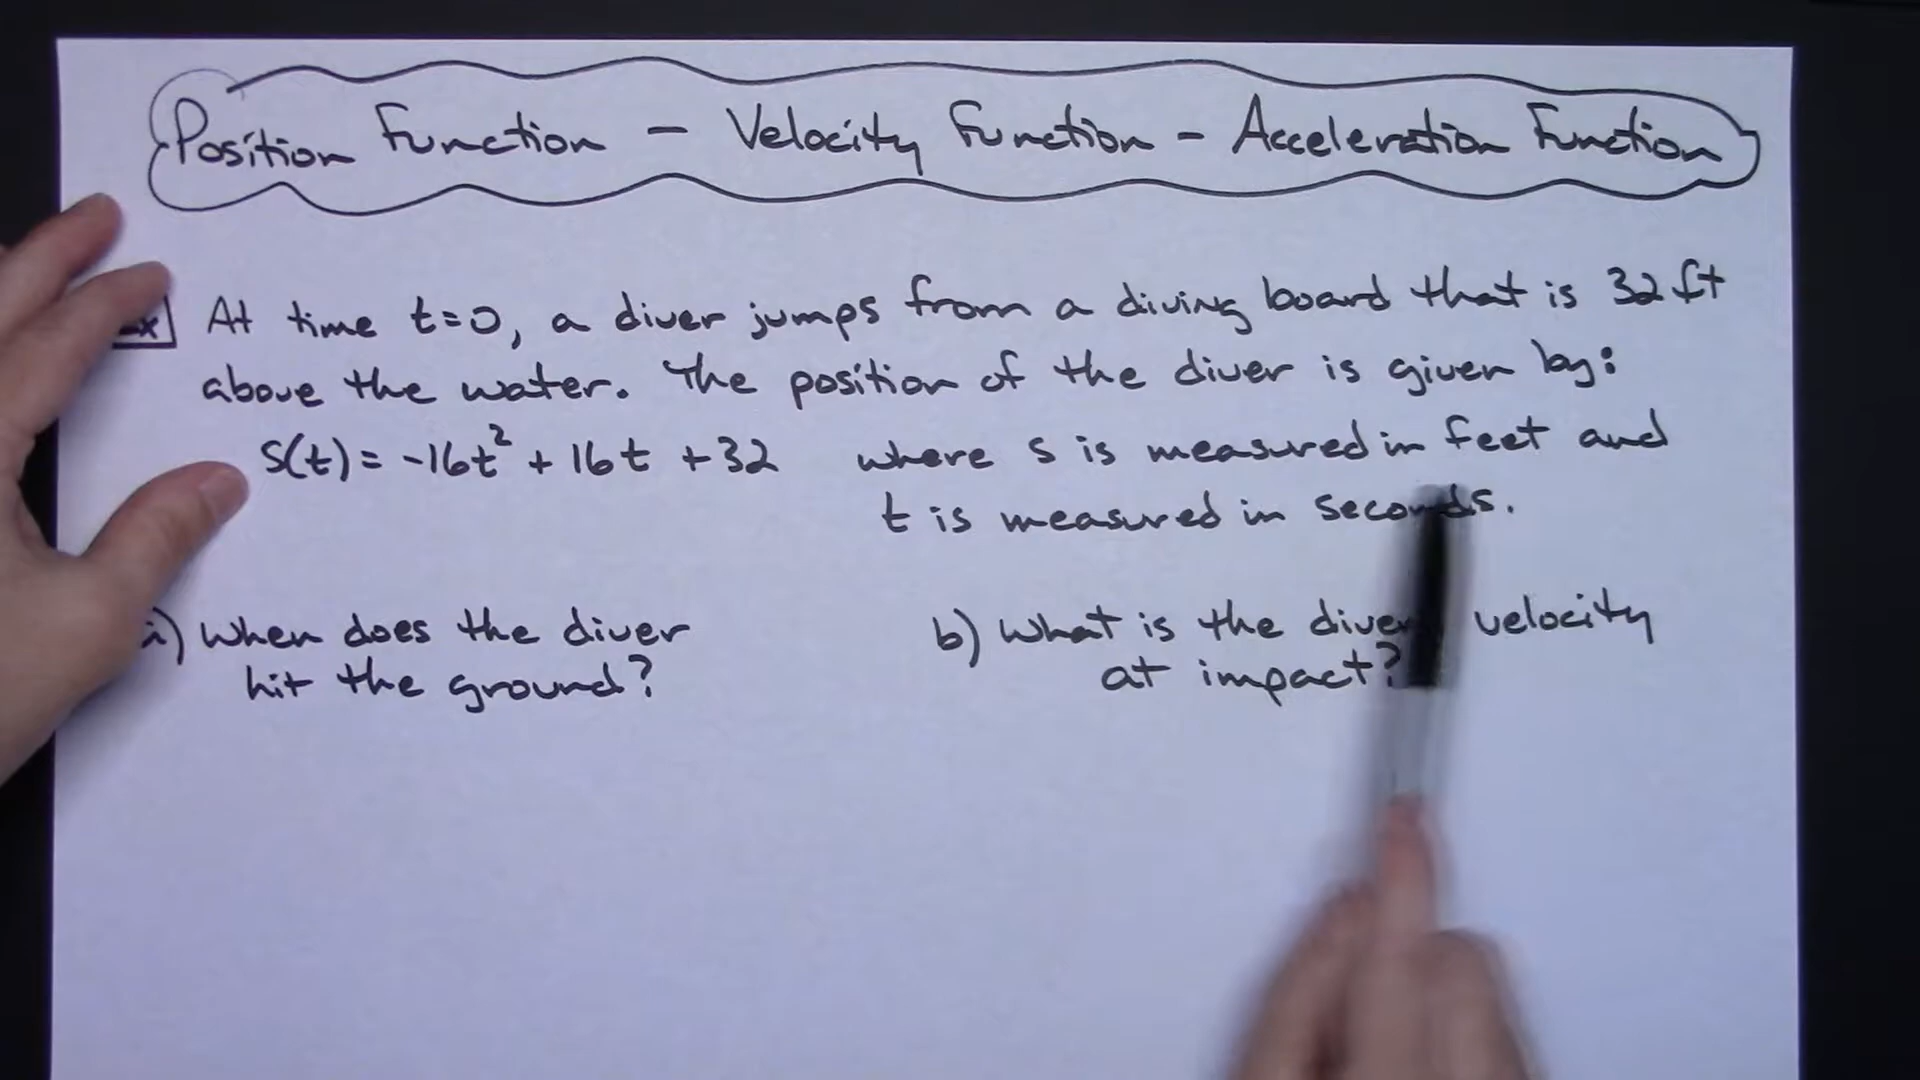 Position Function - Velocity Function - Acceleration Function
At time t=0, a diver jumps from a diving board that is 32 ft
above the water. The position of the diver is given by:
s(t) = -16t² + 16t + 32 where s is measured in feet and
t is measured in seconds.
a) When does the diver
hit the ground?
b) What is the velocity
at impact?